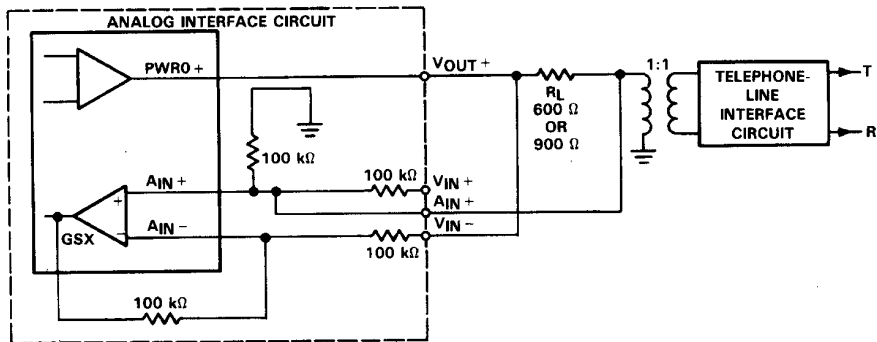 ANALOG INTERFACE CIRCUIT
PWRO +
VOUT +
RL
600 Ω
OR
900 Ω
1:1
TELEPHONE-
LINE
INTERFACE
CIRCUIT
T
R
100 kΩ
AIN +
100 kΩ
VIN +
AIN +
+
GSX
AIN −
−
VIN −
100 kΩ
100 kΩ